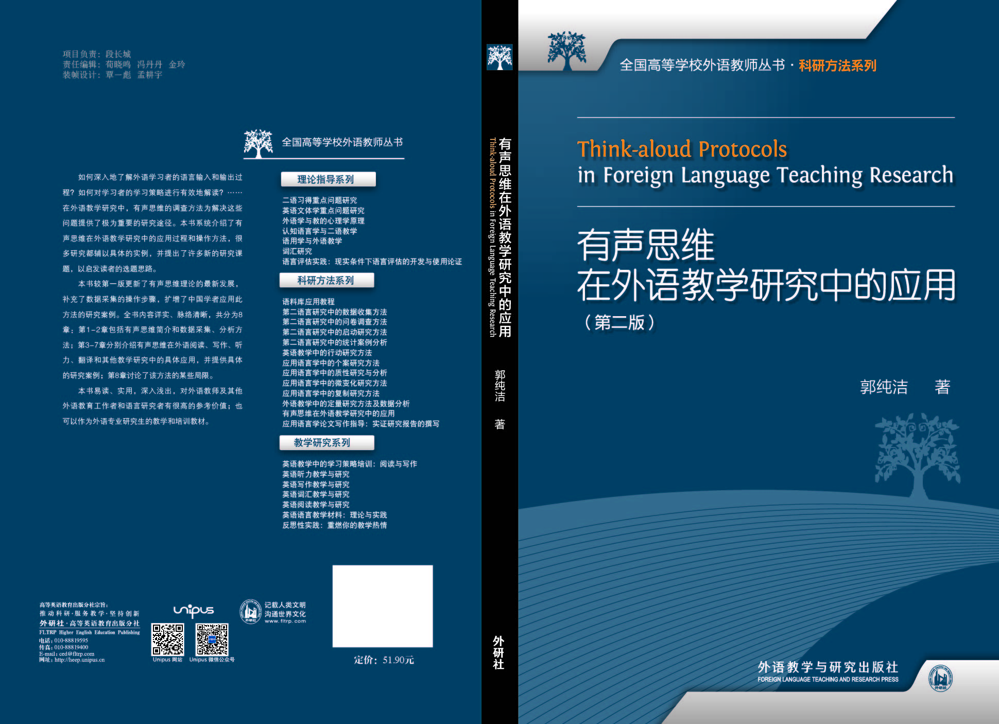 项目负责：段长城
责任编辑：荀晓鸣 冯丹丹 金玲
装帧设计：覃一彪 孟耕宇
全国高等学校外语教师丛书
如何深入地了解外语学习者的语言输入和输出过
程？如何对学习者的学习策略进行有效地解读？……
在外语教学研究中，有声思维的调查方法为解决这些
问题提供了极为重要的研究途径。本书系统介绍了有
声思维在外语教学研究中的应用过程和操作方法，很
多研究都辅以具体的实例，并提出了许多新的研究课
题，以启发读者的选题思路。
本书较第一版更新了有声思维理论的最新发展，
补充了数据采集的操作步骤，扩增了中国学者应用此
方法的研究案例。全书内容详实、脉络清晰，共分为8
章：第1-2章包括有声思维简介和数据采集、分析方
法；第3-7章分别介绍有声思维在外语阅读、写作、听
力、翻译和其他教学研究中的具体应用，并提供具体
的研究案例；第8章讨论了该方法的某些局限。
本书易读、实用，深入浅出，对外语教师及其他
外语教育工作者和语言研究者有很高的参考价值；也
可以作为外语专业研究生的教学和培训教材。
理论指导系列
二语习得重点问题研究
英语文体学重点问题研究
外语学与教的心理学原理
认知语言学与二语教学
语用学与外语教学
词汇研究
语言评估实践：现实条件下语言评估的开发与使用论证
科研方法系列
语料库应用教程
第二语言研究中的数据收集方法
第二语言研究中的问卷调查方法
第二语言研究中的启动研究方法
第二语言研究中的统计案例分析
英语教学中的行动研究方法
应用语言学中的个案研究方法
应用语言学中的质性研究与分析
应用语言学中的微变化研究方法
应用语言学中的复制研究方法
外语教学中的定量研究方法及数据分析
有声思维在外语教学研究中的应用
应用语言学论文写作指导：实证研究报告的撰写
教学研究系列
英语教学中的学习策略培训：阅读与写作
英语听力教学与研究
英语写作教学与研究
英语词汇教学与研究
英语阅读教学与研究
英语语言教学材料：理论与实践
反思性实践：重燃你的教学热情
高等英语教育出版分社宗旨：
推动科研·服务教学·坚持创新
外研社·高等英语教育出版分社
FLTRP Higher English Education Publishing
电话：010-88819595
传真：010-88819400
E-mail：ced@fltrp.com
网址：http://heep.unipus.cn
unipus
Unipus 网站
Unipus 微信公众号
外研社
记载人类文明
沟通世界文化
www.fltrp.com
定价：51.90元
有声思维在外语教学研究中的应用
Think-aloud Protocols in Foreign Language Teaching Research
郭纯洁 著
外研社
全国高等学校外语教师丛书·科研方法系列
Think-aloud Protocols
in Foreign Language Teaching Research
有声思维
在外语教学研究中的应用
（第二版）
郭纯洁 著
外语教学与研究出版社
FOREIGN LANGUAGE TEACHING AND RESEARCH PRESS
外研社